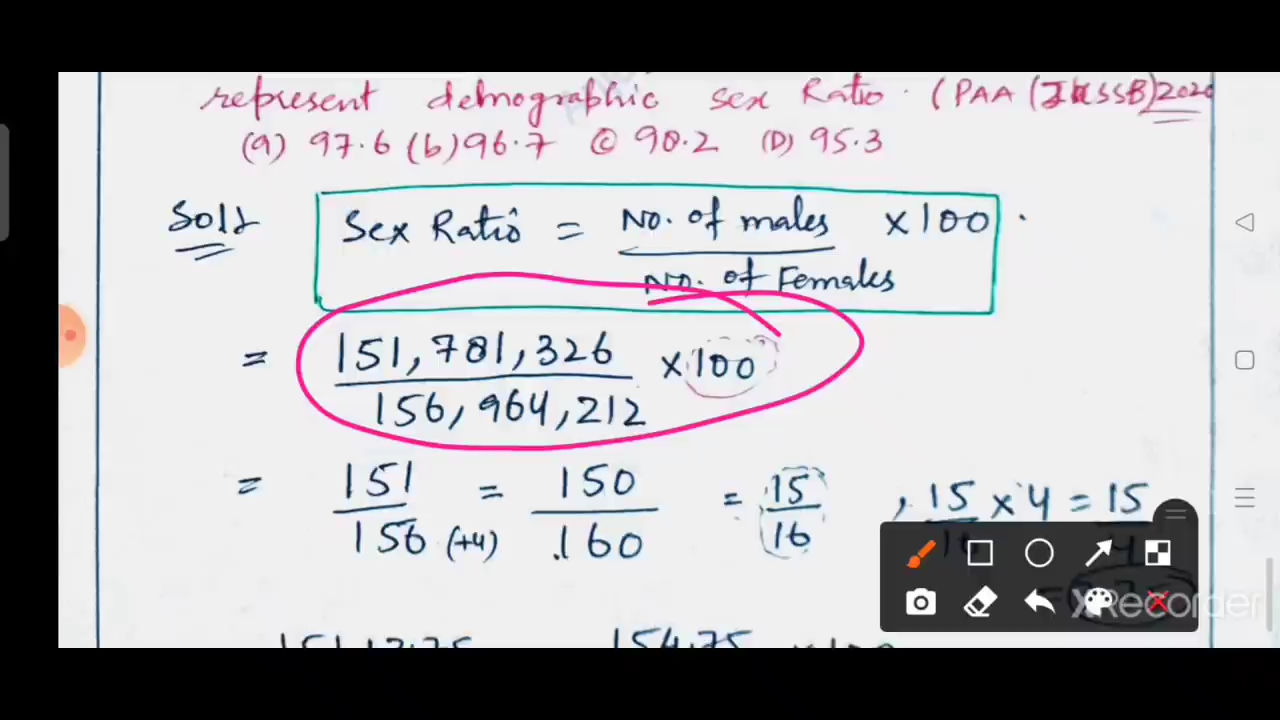 represent demographic sex Ratio. (PAA (JKSSB) 2020
(a) 97.6 (b) 96.7 (c) 98.2 (D) 95.3
Sol:
Sex Ratio = No. of males × 100
No. of Females
= 151,781,326 × 100
156,964,212
= 151 = 150 = 15 , 15 × 4 = 15
156 (+4) 160 16
XRecorder